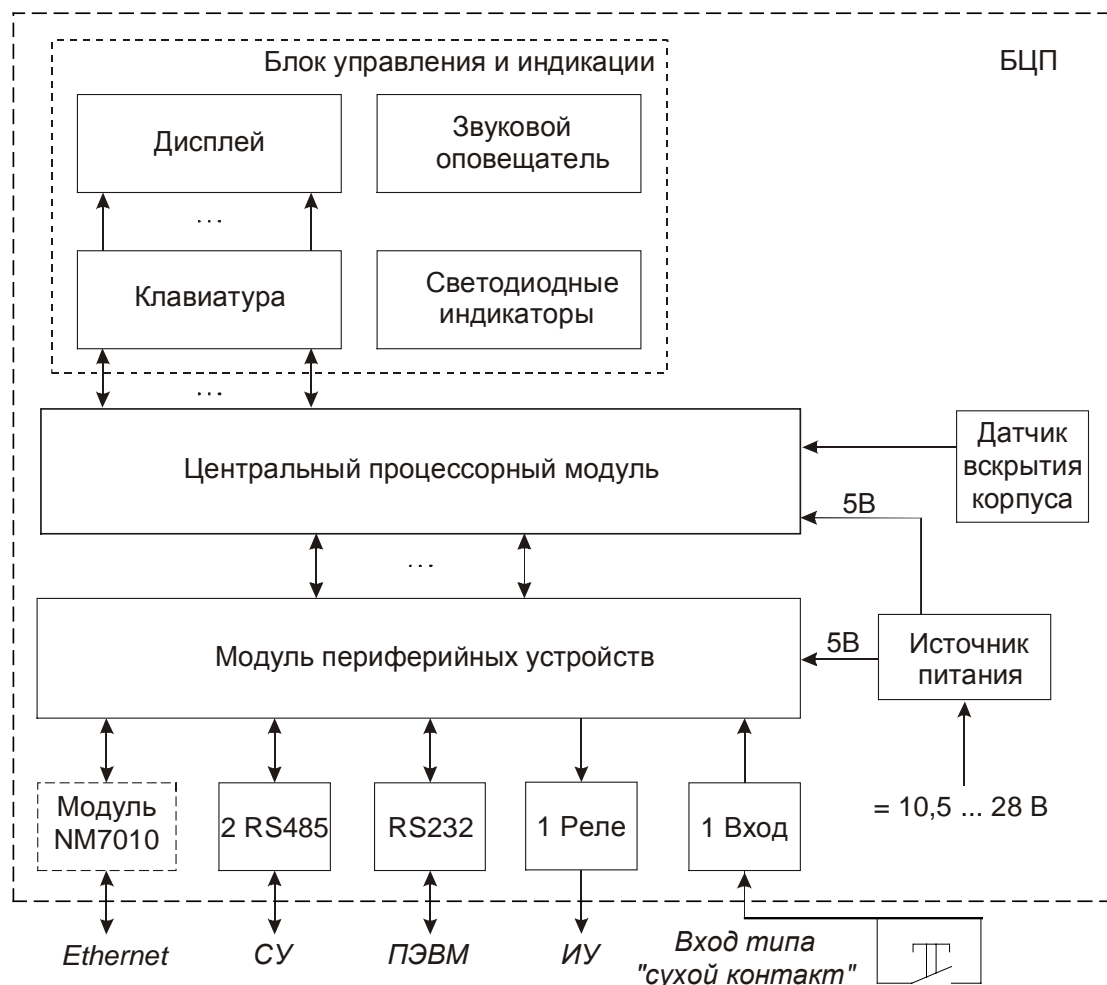 Блок управления и индикации
БЦП
Дисплей
Звуковой
оповещатель
...
Клавиатура
Светодиодные
индикаторы
...
Центральный процессорный модуль
Датчик
вскрытия
корпуса
5В
...
Модуль периферийных устройств
5В
Источник
питания
Модуль
NM7010
2 RS485
RS232
1 Реле
1 Вход
= 10,5 ... 28 В
Ethernet
СУ
ПЭВМ
ИУ
Вход типа
"сухой контакт"